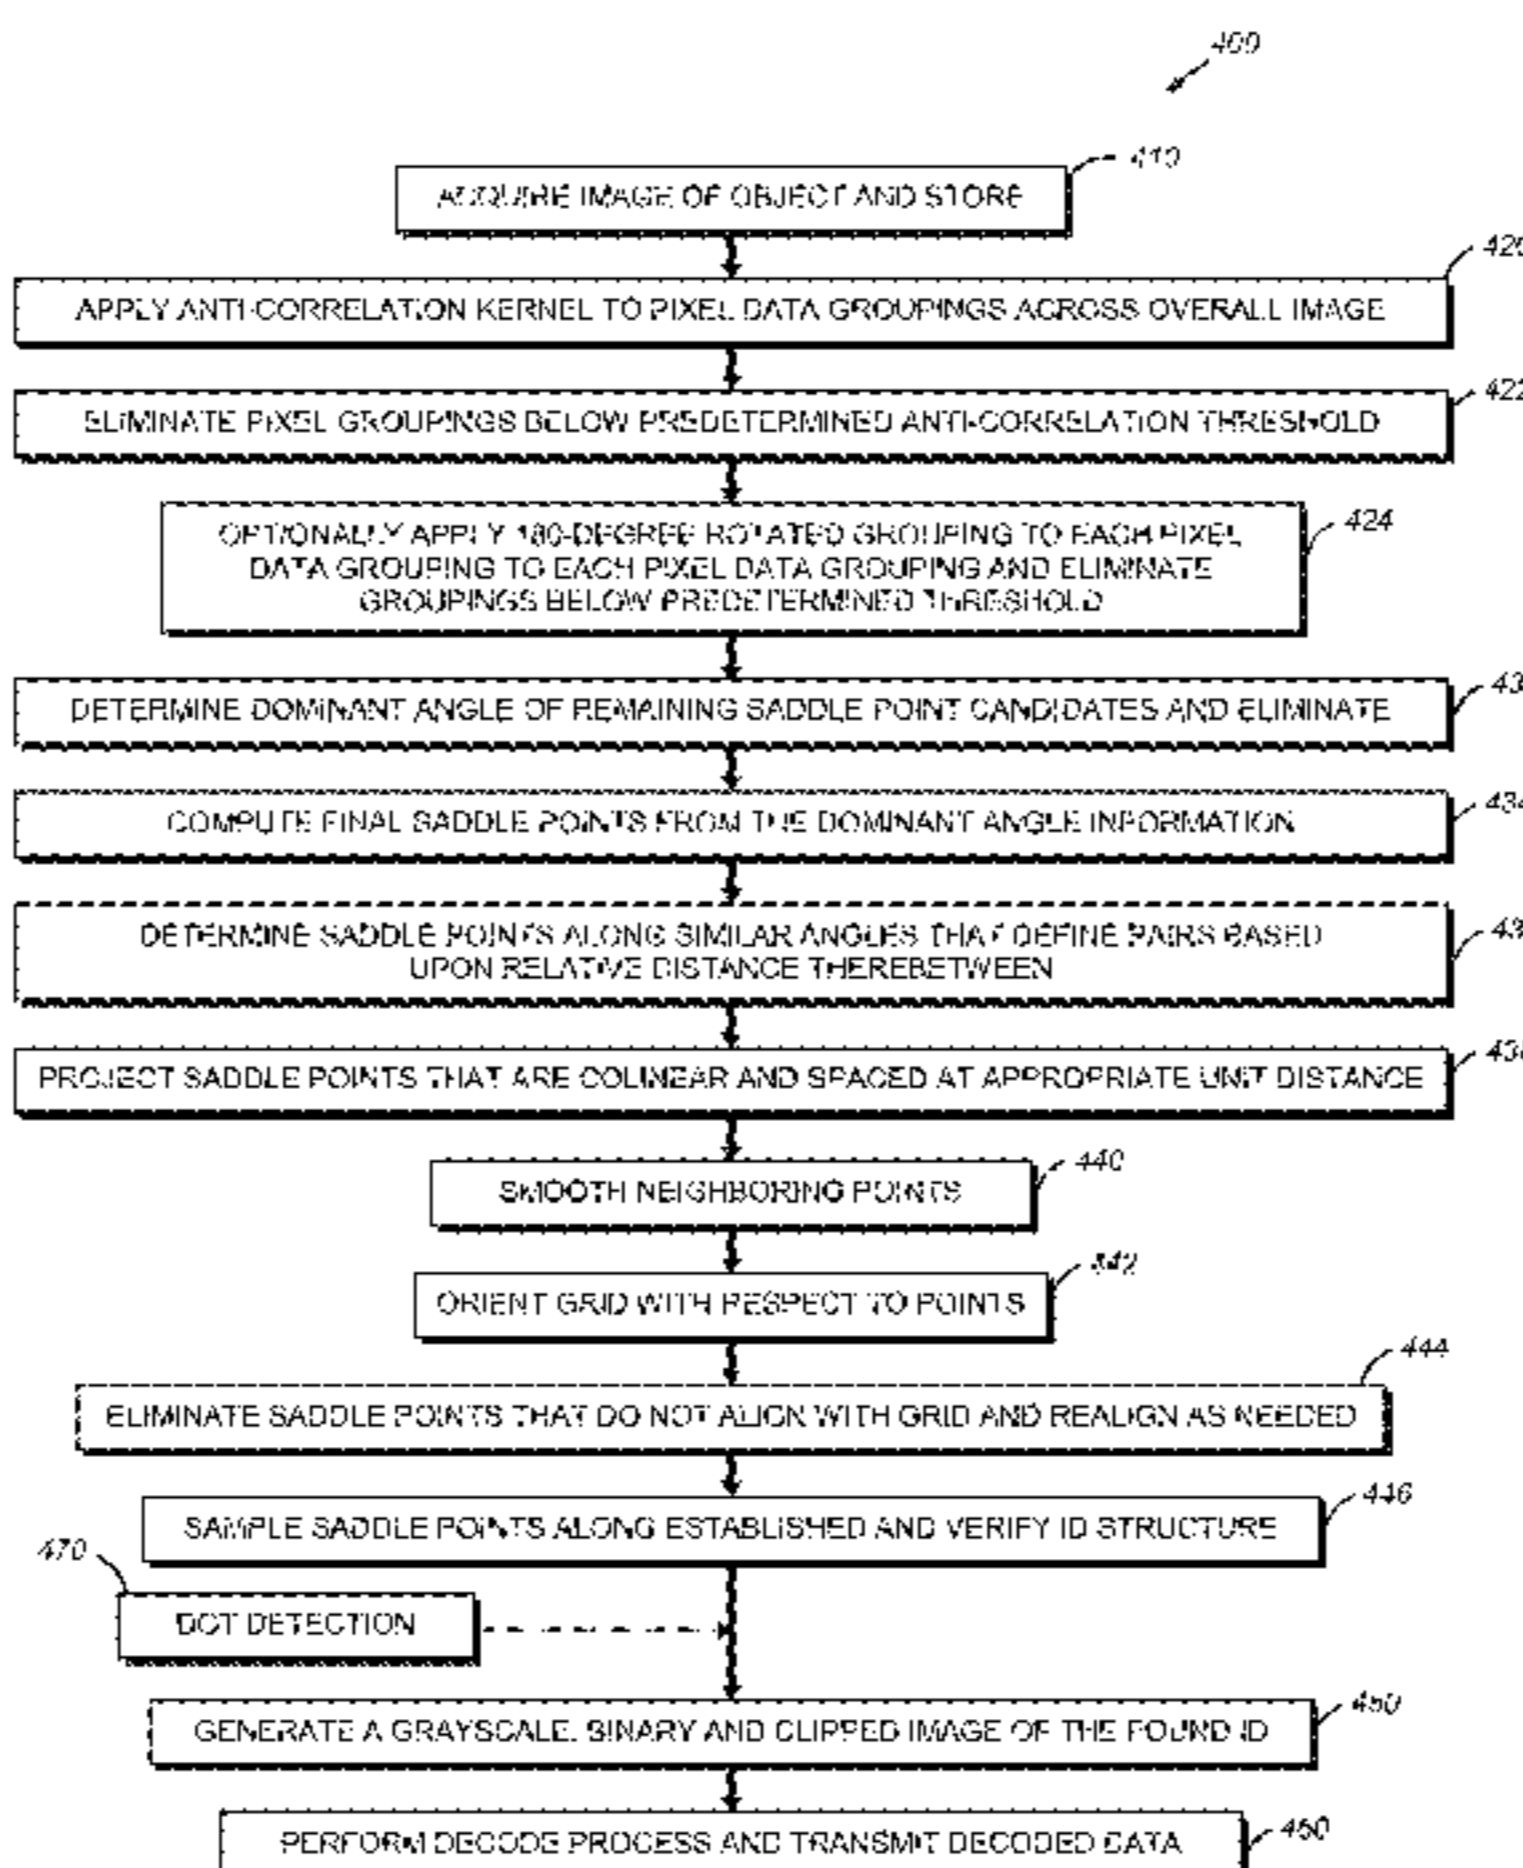 400
410
ACQUIRE IMAGE OF OBJECT AND STORE
420
APPLY ANTI-CORRELATION KERNEL TO PIXEL DATA GROUPINGS ACROSS OVERALL IMAGE
422
ELIMINATE PIXEL GROUPINGS BELOW PREDETERMINED ANTI-CORRELATION THRESHOLD
424
OPTIONALLY APPLY 180-DEGREE ROTATED GROUPING TO EACH PIXEL
DATA GROUPING TO EACH PIXEL DATA GROUPING AND ELIMINATE
GROUPINGS BELOW PREDETERMINED THRESHOLD
DETERMINE DOMINANT ANGLE OF REMAINING SADDLE POINT CANDIDATES AND ELIMINATE
434
COMPUTE FINAL SADDLE POINTS FROM THE DOMINANT ANGLE INFORMATION
DETERMINE SADDLE POINTS ALONG SIMILAR ANGLES THAT DEFINE PAIRS BASED
UPON RELATIVE DISTANCE THEREBETWEEN
PROJECT SADDLE POINTS THAT ARE COLINEAR AND SPACED AT APPROPRIATE UNIT DISTANCE
440
SMOOTH NEIGHBORING POINTS
442
ORIENT GRID WITH RESPECT TO POINTS
444
ELIMINATE SADDLE POINTS THAT DO NOT ALIGN WITH GRID AND REALIGN AS NEEDED
446
SAMPLE SADDLE POINTS ALONG ESTABLISHED AND VERIFY ID STRUCTURE
470
DOT DETECTION
450
GENERATE A GRAYSCALE, BINARY AND CLIPPED IMAGE OF THE FOUND ID
460
PERFORM DECODE PROCESS AND TRANSMIT DECODED DATA